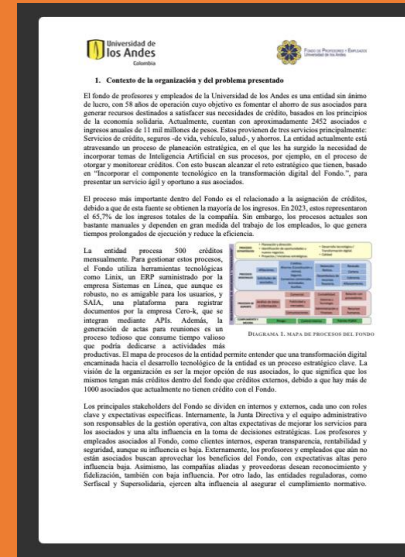 Universidad de
los Andes
Colombia
FONDO DE PROFESORES Y EMPLEADOS
Universidad de los Andes
1. Contexto de la organización y del problema presentado
El fondo de profesores y empleados de la Universidad de los Andes es una entidad sin ánimo
de lucro, con 58 años de operación cuyo objetivo es fomentar el ahorro de sus asociados para
generar recursos destinados a satisfacer sus necesidades de crédito, basados en los principios
de la economía solidaria. Actualmente, cuentan con aproximadamente 2452 asociados e
ingresos anuales de 11 mil millones de pesos. Estos provienen de tres servicios principalmente:
Servicios de crédito, seguros -de vida, vehículo, salud-, y ahorros. La entidad actualmente está
atravesando un proceso de planeación estratégica, en el que les ha surgido la necesidad de
incorporar temas de Inteligencia Artificial en sus procesos, por ejemplo, en el proceso de
otorgar y monitorear créditos. Con esto buscan alcanzar el reto estratégico que tienen, basado
en "Incorporar el componente tecnológico en la transformación digital del Fondo.", para
presentar un servicio ágil y oportuno a sus asociados.
El proceso más importante dentro del Fondo es el relacionado a la asignación de créditos,
debido a que de esta fuente se obtienen la mayoría de los ingresos. En 2023, estos representaron
el 65,7% de los ingresos totales de la compañía. Sin embargo, los procesos actuales son
bastante manuales y dependen en gran medida del trabajo de los empleados, lo que genera
tiempos prolongados de ejecución y reduce la eficiencia.
La entidad procesa 500 créditos
mensualmente. Para gestionar estos procesos,
el Fondo utiliza herramientas tecnológicas
como Linix, un ERP suministrado por la
empresa Sistemas en Línea, que aunque es
robusto, no es amigable para los usuarios, y
SAIA, una plataforma para registrar
documentos por la empresa Cero-k, que se
integran mediante APIs. Además, la
generación de actas para reuniones es un
proceso tedioso que consume tiempo valioso
que podría dedicarse a actividades más
DIAGRAMA 1. MAPA DE PROCESOS DEL FONDO
productivas. El mapa de procesos de la entidad permite entender que una transformación digital
encaminada hacia el desarrollo tecnológico de la entidad es un proceso estratégico clave. La
visión de la organización es ser la mejor opción de sus asociados, lo que significa que los
mismos tengan más créditos dentro del fondo que créditos externos, debido a que hay más de
1000 asociados que actualmente no tienen crédito con el Fondo.
Los principales stakeholders del Fondo se dividen en internos y externos, cada uno con roles
clave y expectativas específicas. Internamente, la Junta Directiva y el equipo administrativo
son responsables de la gestión operativa, con altas expectativas de mejorar los servicios para
los asociados y una alta influencia en la toma de decisiones estratégicas. Los profesores y
empleados asociados al Fondo, como clientes internos, esperan transparencia, rentabilidad y
seguridad, aunque su influencia es baja. Externamente, los profesores y empleados que aún no
están asociados buscan aprovechar los beneficios del Fondo, con expectativas altas pero
influencia baja. Asimismo, las compañías aliadas y proveedoras desean reconocimiento y
fidelización, también con baja influencia. Por otro lado, las entidades reguladoras, como
Serfiscal y Supersolidaria, ejercen alta influencia al asegurar el cumplimiento normativo.